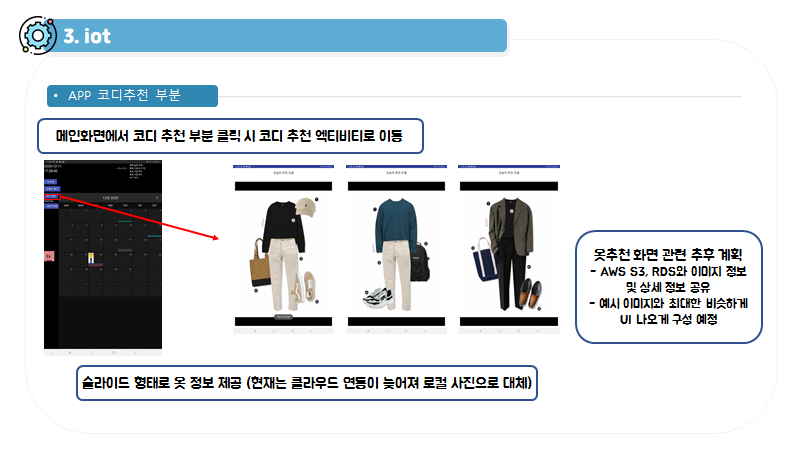 3. iot
• APP 코디추천 부분
메인화면에서 코디 추천 부분 클릭 시 코디 추천 엑티비티로 이동
12월 2020
옷추천 화면 관련 추후 계획
- AWS S3, RDS와 이미지 정보
및 상세 정보 공유
- 예시 이미지와 최대한 비슷하게
UI 나오게 구성 예정
슬라이드 형태로 옷 정보 제공 (현재는 클라우드 연동이 늦어져 로컬 사진으로 대체)